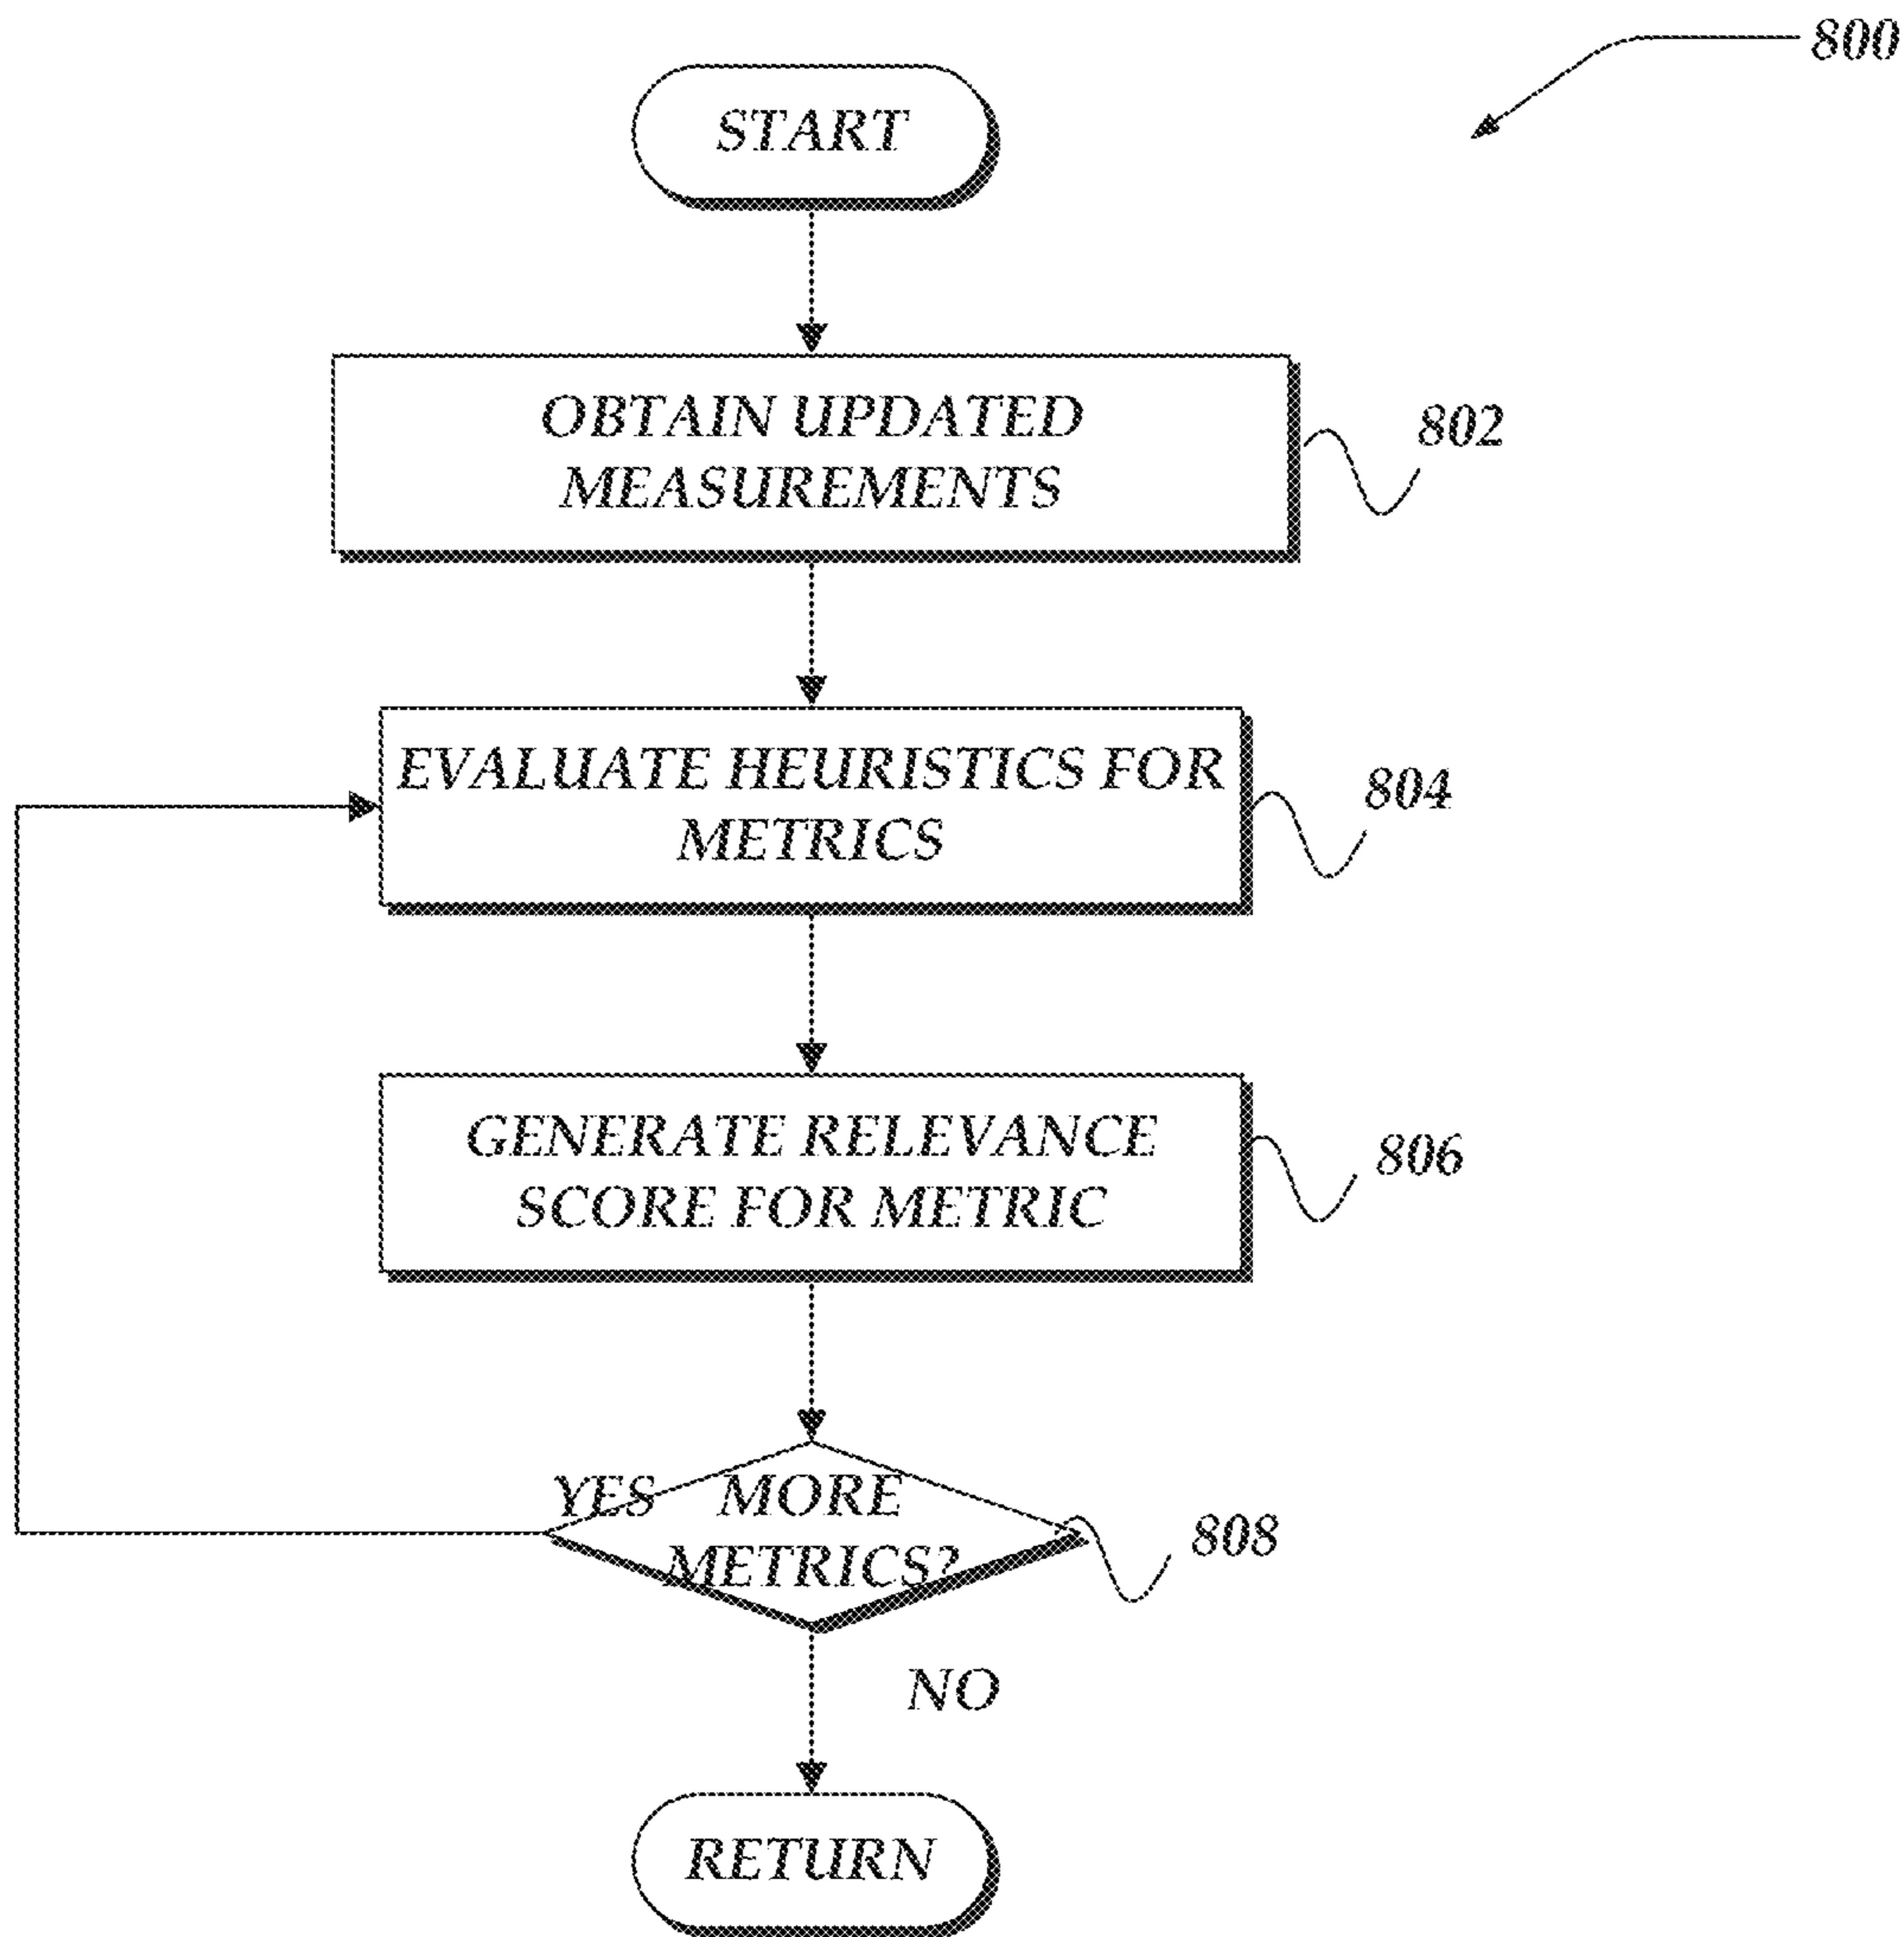 800
START
OBTAIN UPDATED
MEASUREMENTS
802
EVALUATE HEURISTICS FOR
METRICS
804
GENERATE RELEVANCE
SCORE FOR METRIC
806
YES
MORE
METRICS?
808
NO
RETURN